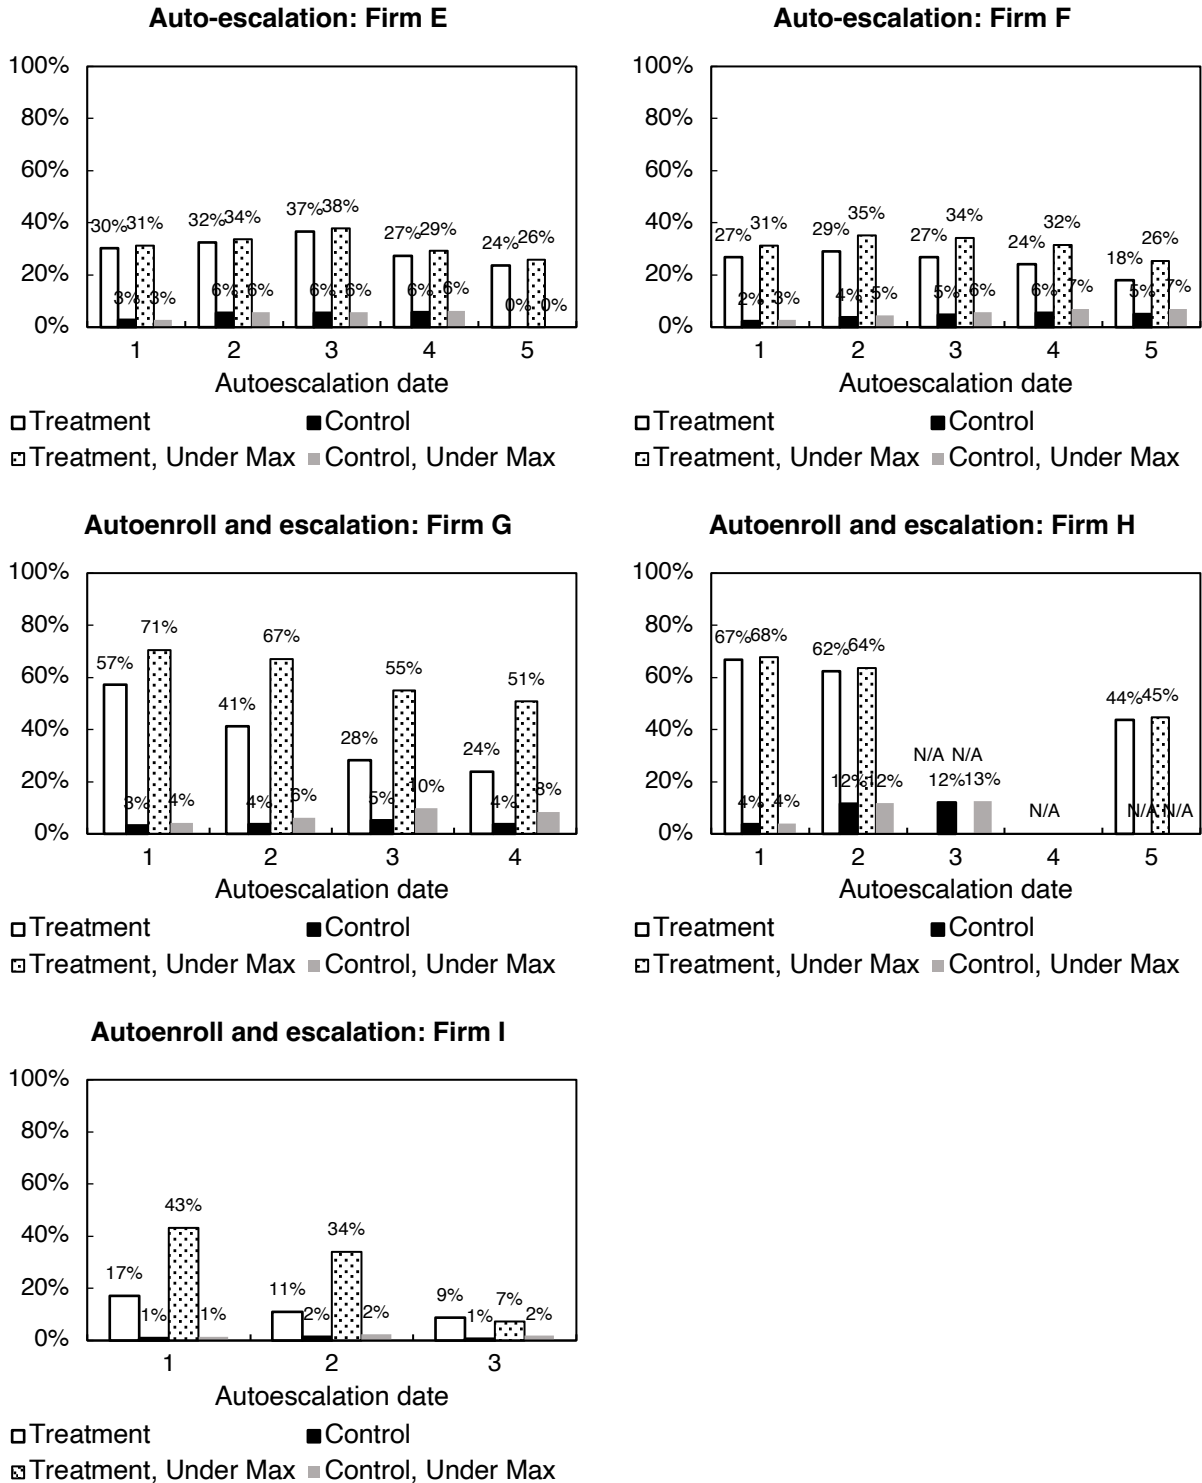 Auto-escalation: Firm E
100%
80%
60%
40%
20%
0%
30% 31% 32% 34% 37% 38% 27% 29% 24% 26%
3% 3% 6% 6% 6% 6% 6% 6% 0% 0%
1 2 3 4 5
Autoescalation date
Treatment Control
Treatment, Under Max Control, Under Max
Auto-escalation: Firm F
100%
80%
60%
40%
20%
0%
27% 31% 29% 35% 27% 34% 24% 32% 18% 26%
2% 3% 4% 5% 5% 6% 6% 7% 5% 7%
1 2 3 4 5
Autoescalation date
Treatment Control
Treatment, Under Max Control, Under Max
Autoenroll and escalation: Firm G
100%
80%
60%
40%
20%
0%
57% 71% 41% 67% 28% 55% 24% 51%
3% 4% 4% 6% 5% 10% 4% 8%
1 2 3 4
Autoescalation date
Treatment Control
Treatment, Under Max Control, Under Max
Autoenroll and escalation: Firm H
100%
80%
60%
40%
20%
0%
67% 68% 62% 64% N/A N/A 44% 45%
4% 4% 12% 12% 12% 13% N/A N/A N/A
1 2 3 4 5
Autoescalation date
Treatment Control
Treatment, Under Max Control, Under Max
Autoenroll and escalation: Firm I
100%
80%
60%
40%
20%
0%
17% 43% 11% 34% 9% 7%
1% 1% 2% 2% 1% 2%
1 2 3
Autoescalation date
Treatment Control
Treatment, Under Max Control, Under Max